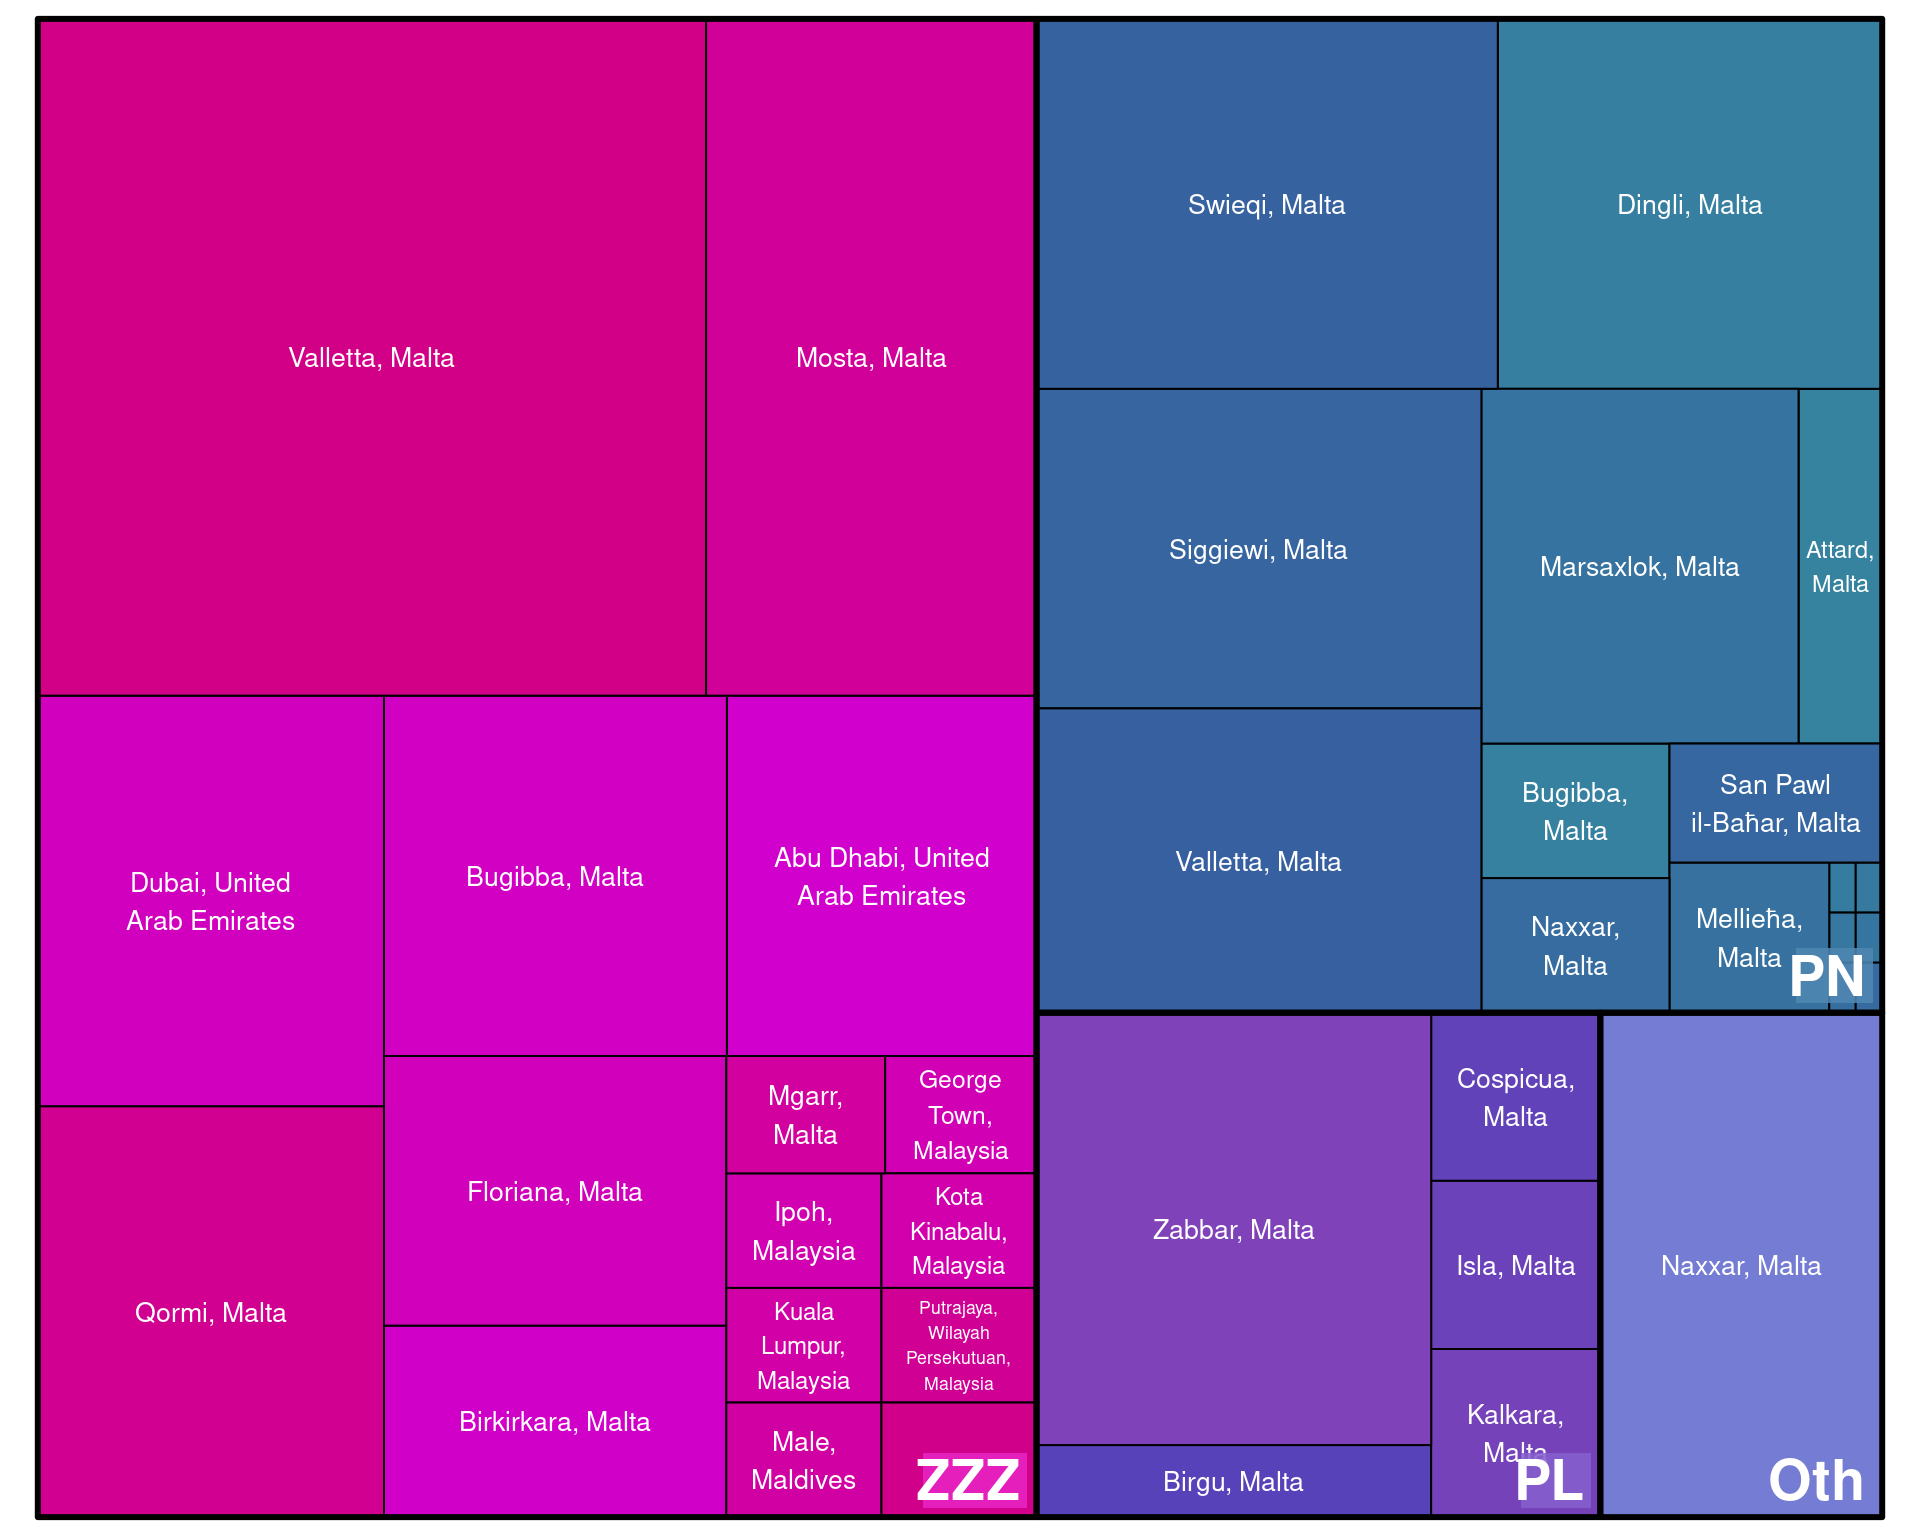 Valletta, Malta
Mosta, Malta
Dubai, United
Arab Emirates
Bugibba, Malta
Abu Dhabi, United
Arab Emirates
Qormi, Malta
Floriana, Malta
Birkirkara, Malta
Mgarr,
Malta
George
Town,
Malaysia
Ipoh,
Malaysia
Kota
Kinabalu,
Malaysia
Kuala
Lumpur,
Malaysia
Putrajaya,
Wilayah
Persekutuan,
Malaysia
Male,
Maldives
ZZZ
Swieqi, Malta
Dingli, Malta
Siggiewi, Malta
Marsaxlok, Malta
Attard,
Malta
Valletta, Malta
Bugibba,
Malta
San Pawl
il-Baħar, Malta
Naxxar,
Malta
Mellieħa,
Malta
PN
Zabbar, Malta
Cospicua,
Malta
Isla, Malta
Kalkara,
Malta
Birgu, Malta
PL
Naxxar, Malta
Oth